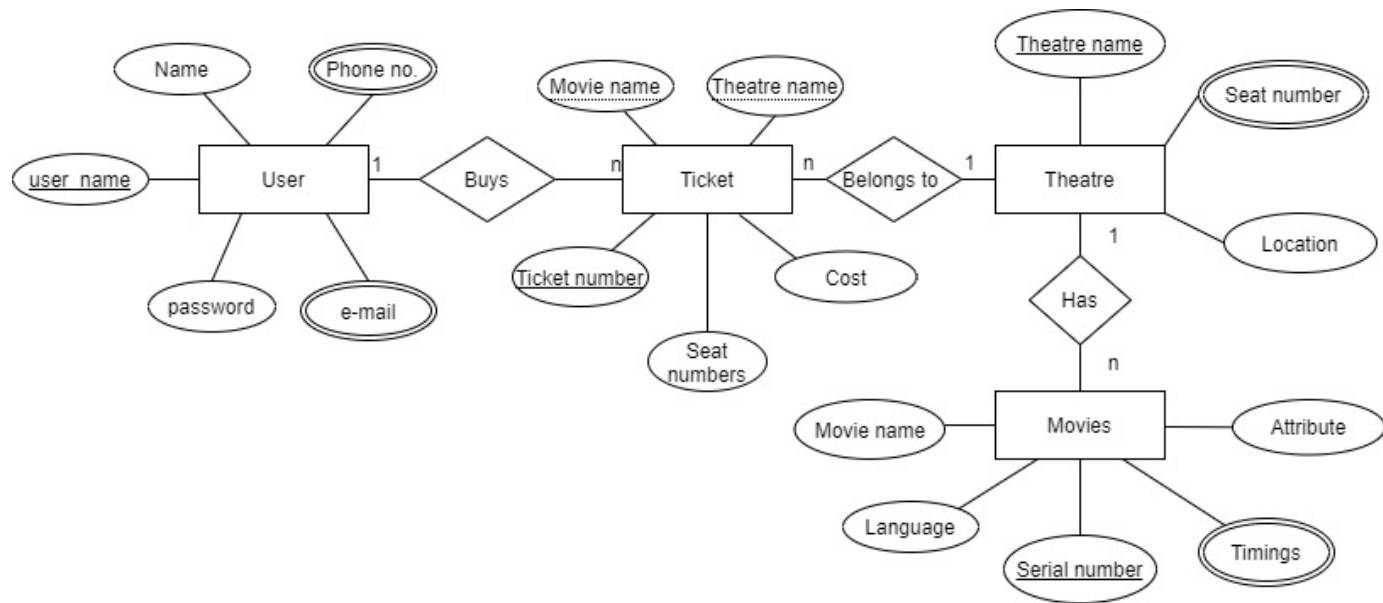 Theatre name
Name
Phone no.
Movie name
Theatre name
Seat number
user_name
User
1
Buys
n
Ticket
n
Belongs to
1
Theatre
Ticket number
Cost
1
Location
password
e-mail
Has
Seat
numbers
n
Movie name
Movies
Attribute
Language
Serial number
Timings